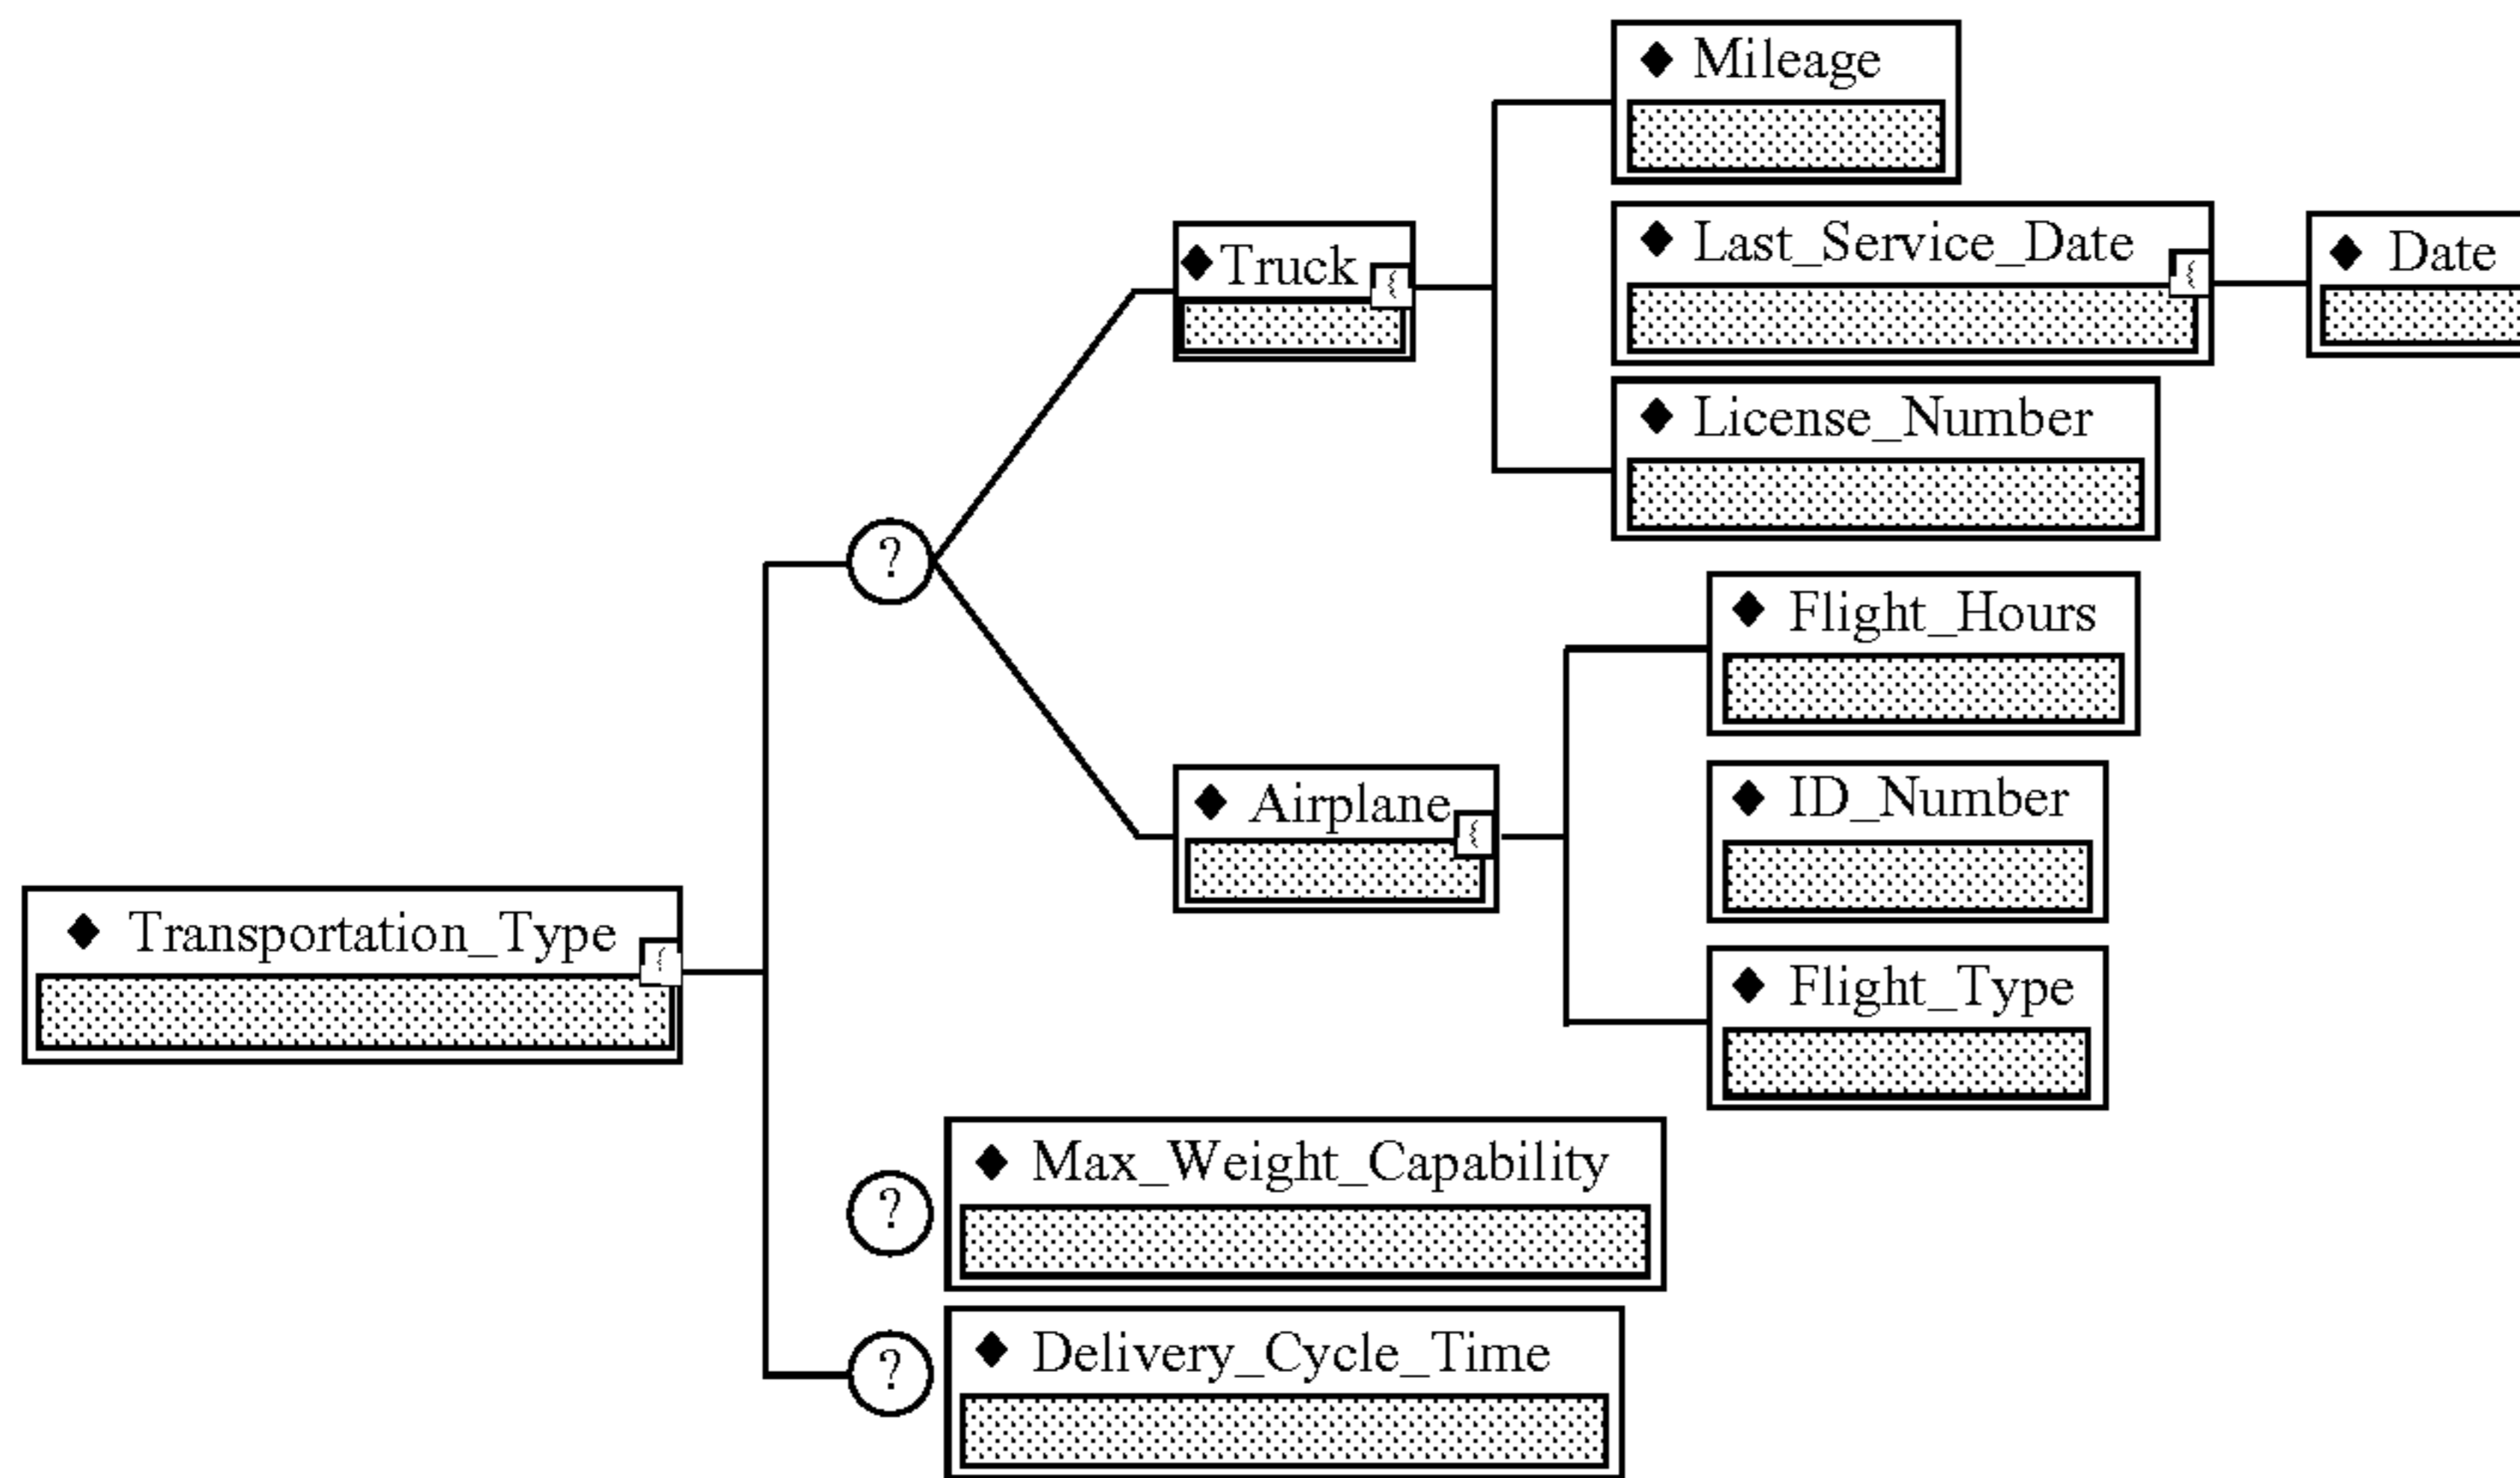 Mileage
Truck
Last_Service_Date
Date
License_Number
?
Flight_Hours
Airplane
ID_Number
Transportation_Type
Flight_Type
?
Max_Weight_Capability
?
Delivery_Cycle_Time